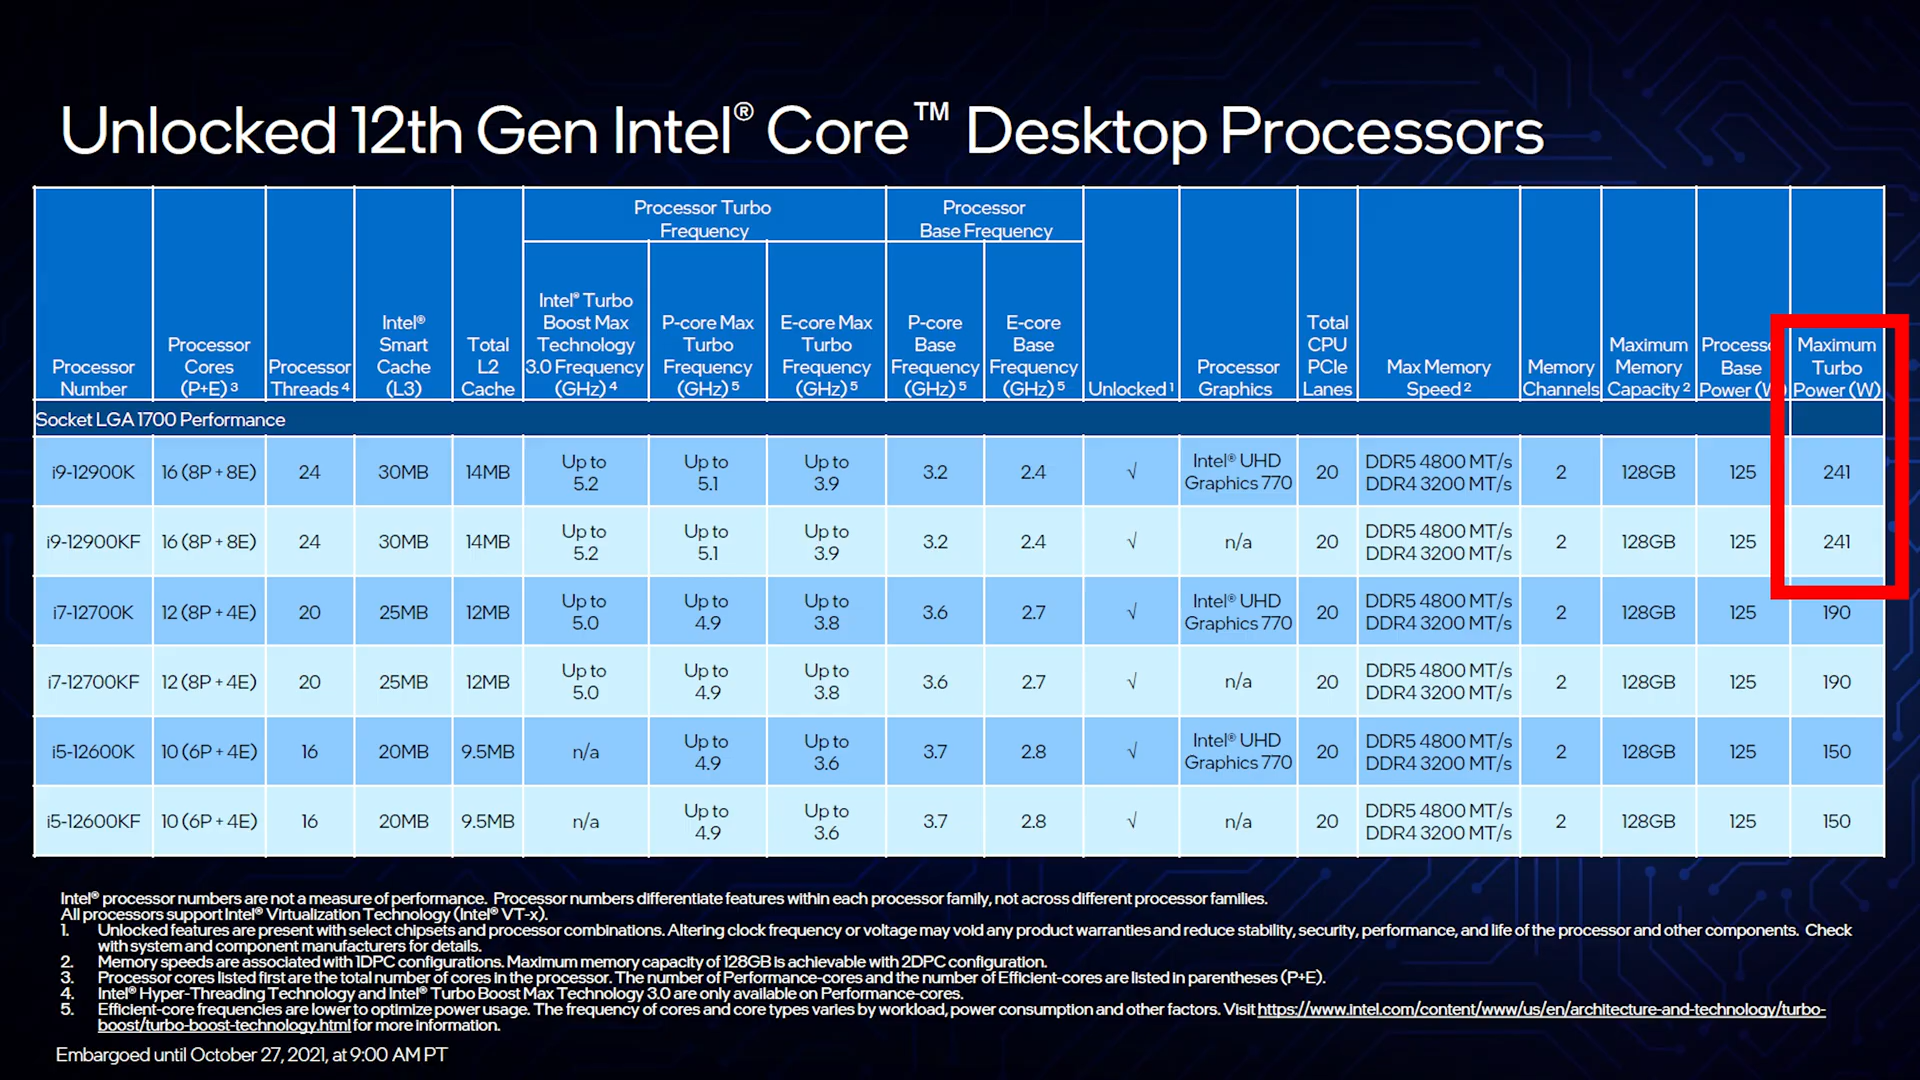 Unlocked 12th Gen Intel® Core™ Desktop Processors
Processor Turbo
Frequency
Processor
Base Frequency
Processor
Number
Processor
Cores
(P+E) 3
Processor
Threads 4
Intel®
Smart
Cache
(L3)
Total
L2
Cache
Intel® Turbo
Boost Max
Technology
3.0 Frequency
(GHz) 4
P-core Max
Turbo
Frequency
(GHz) 5
E-core Max
Turbo
Frequency
(GHz) 5
P-core
Base
Frequency
(GHz) 5
E-core
Base
Frequency
(GHz) 5
Unlocked 1
Processor
Graphics
Total
CPU
PCIe
Lanes
Max Memory
Speed 2
Memory
Channels
Maximum
Memory
Capacity 2
Base
Power
Maximum
Turbo
Power (W)
Socket LGA 1700 Performance
i9-12900K 16 (8P + 8E) 24 30MB 14MB Up to 5.2 Up to 5.1 Up to 3.9 3.2 2.4 √ Intel® UHD Graphics 770 20 DDR5 4800 MT/s DDR4 3200 MT/s 2 128GB 125 241
i9-12900KF 16 (8P + 8E) 24 30MB 14MB Up to 5.2 Up to 5.1 Up to 3.9 3.2 2.4 √ n/a 20 DDR5 4800 MT/s DDR4 3200 MT/s 2 128GB 125 241
i7-12700K 12 (8P + 4E) 20 25MB 12MB Up to 5.0 Up to 4.9 Up to 3.8 3.6 2.7 √ Intel® UHD Graphics 770 20 DDR5 4800 MT/s DDR4 3200 MT/s 2 128GB 125 190
i7-12700KF 12 (8P + 4E) 20 25MB 12MB Up to 5.0 Up to 4.9 Up to 3.8 3.6 2.7 √ n/a 20 DDR5 4800 MT/s DDR4 3200 MT/s 2 128GB 125 190
i5-12600K 10 (6P + 4E) 16 20MB 9.5MB n/a Up to 4.9 Up to 3.6 3.7 2.8 √ Intel® UHD Graphics 770 20 DDR5 4800 MT/s DDR4 3200 MT/s 2 128GB 125 150
i5-12600KF 10 (6P + 4E) 16 20MB 9.5MB n/a Up to 4.9 Up to 3.6 3.7 2.8 √ n/a 20 DDR5 4800 MT/s DDR4 3200 MT/s 2 128GB 125 150
Intel® processor numbers are not a measure of performance. Processor numbers differentiate features within each processor family, not across different processor families.
All processors support Intel® Virtualization Technology (Intel® VT-x).
1. Unlocked features are present with select chipsets and processor combinations. Altering clock frequency or voltage may void any product warranties and reduce stability, security, performance, and life of the processor and other components. Check
with system and component manufacturers for details.
2. Memory speeds are associated with 1DPC configurations. Maximum memory capacity of 128GB is achievable with 2DPC configuration.
3. Processor cores listed first are the total number of cores in the processor. The number of Performance-cores and the number of Efficient-cores are listed in parentheses (P+E).
4. Intel® Hyper-Threading Technology and Intel® Turbo Boost Max Technology 3.0 are only available on Performance-cores.
5. Efficient-core frequencies are lower to optimize power usage. The frequency of cores and core types varies by workload, power consumption and other factors. Visit https://www.intel.com/content/www/us/en/architecture-and-technology/turbo-
boost/turbo-boost-technology.html for more information.
Embargoed until October 27, 2021, at 9:00 AM PT